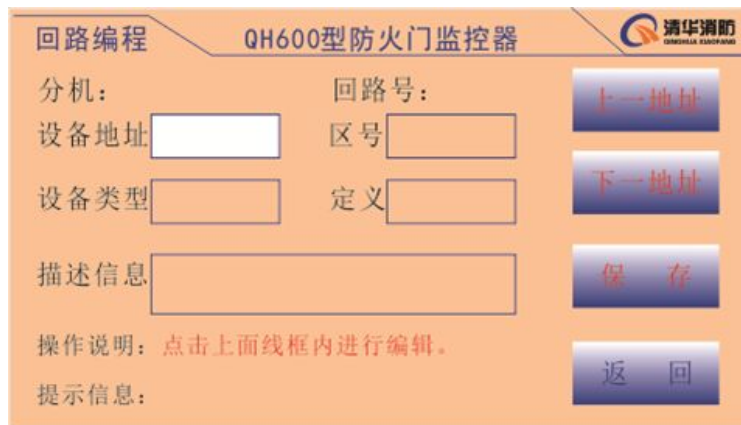 回路编程 QH600型防火门监控器 清华消防
QINGHUA XIAOFANG
分机： 回路号： 上一地址
设备地址 区号
设备类型 定义 下一地址
描述信息 保 存
操作说明：点击上面线框内进行编辑。
提示信息： 返 回